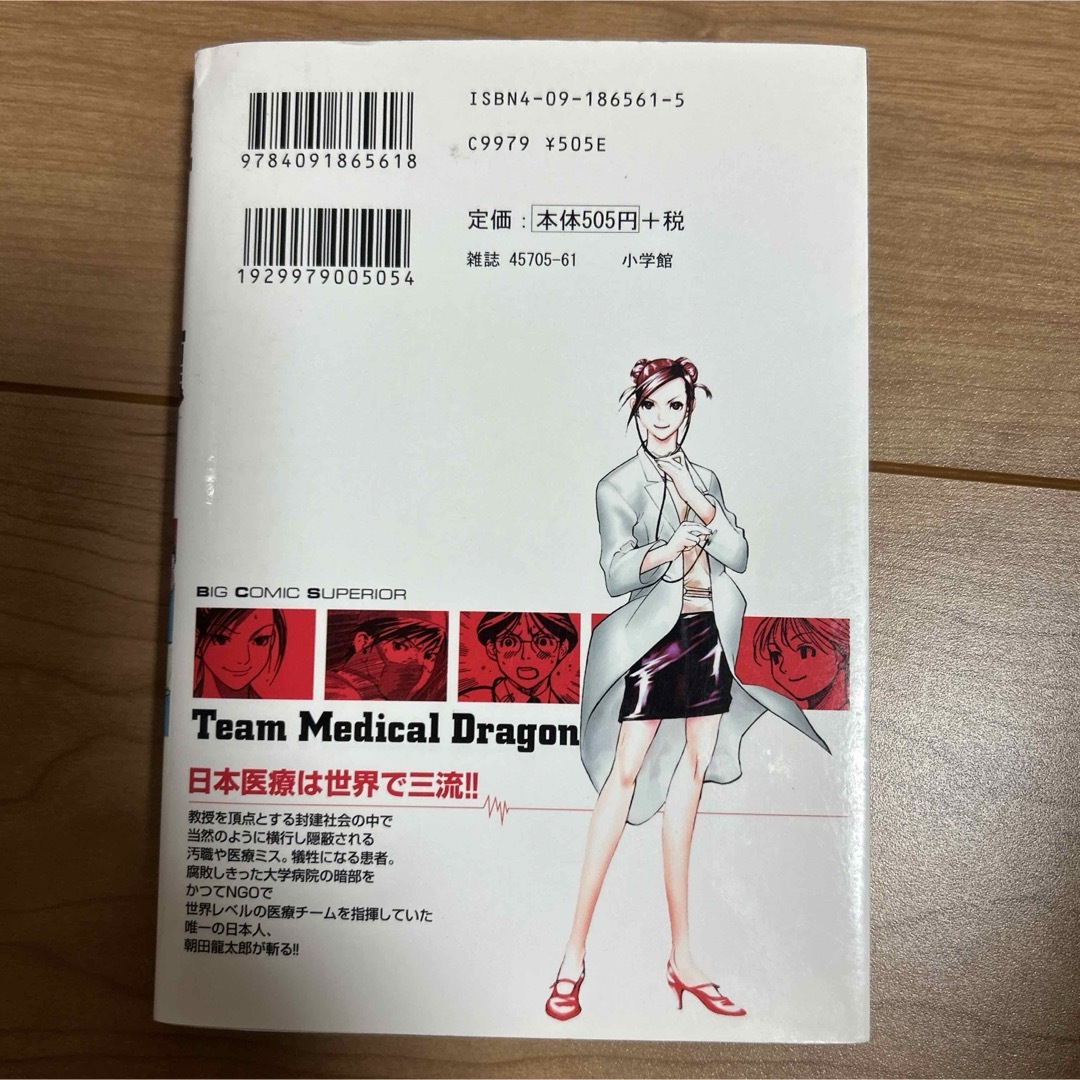 ISBN4-09-186561-5
9784091865618
C9979 ¥505E
定価：本体505円+税
1929979005054
雑誌 45705-61 小学館
BIG COMIC SUPERIOR
Team Medical Dragon
日本医療は世界で三流!!
教授を頂点とする封建社会の中で
当然のように横行し隠蔽される
汚職や医療ミス。犠牲になる患者。
腐敗しきった大学病院の暗部を
かつてNGOで
世界レベルの医療チームを指揮していた
唯一の日本人、
朝田龍太郎が斬る!!